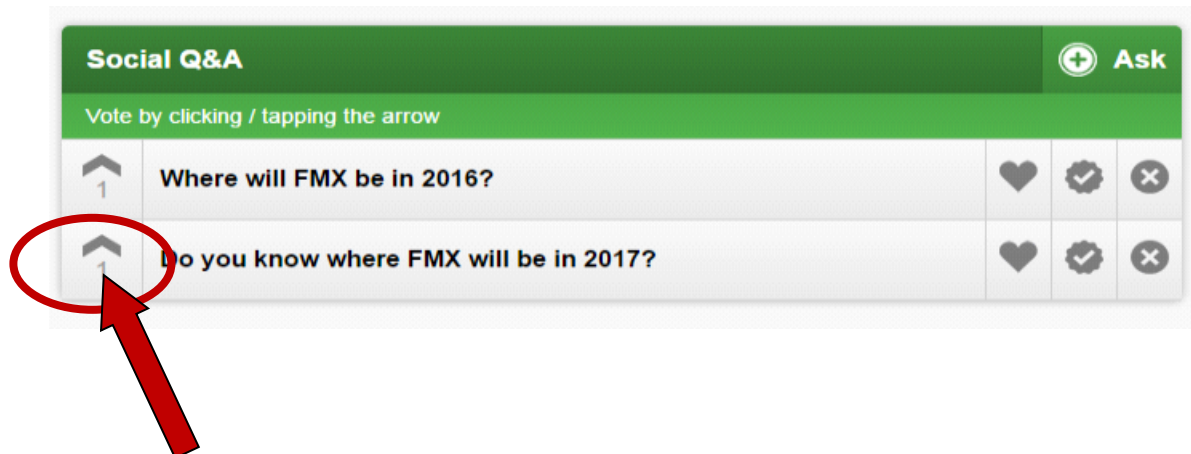 Social Q&A
Ask
Vote by clicking / tapping the arrow
1
Where will FMX be in 2016?
1
Do you know where FMX will be in 2017?